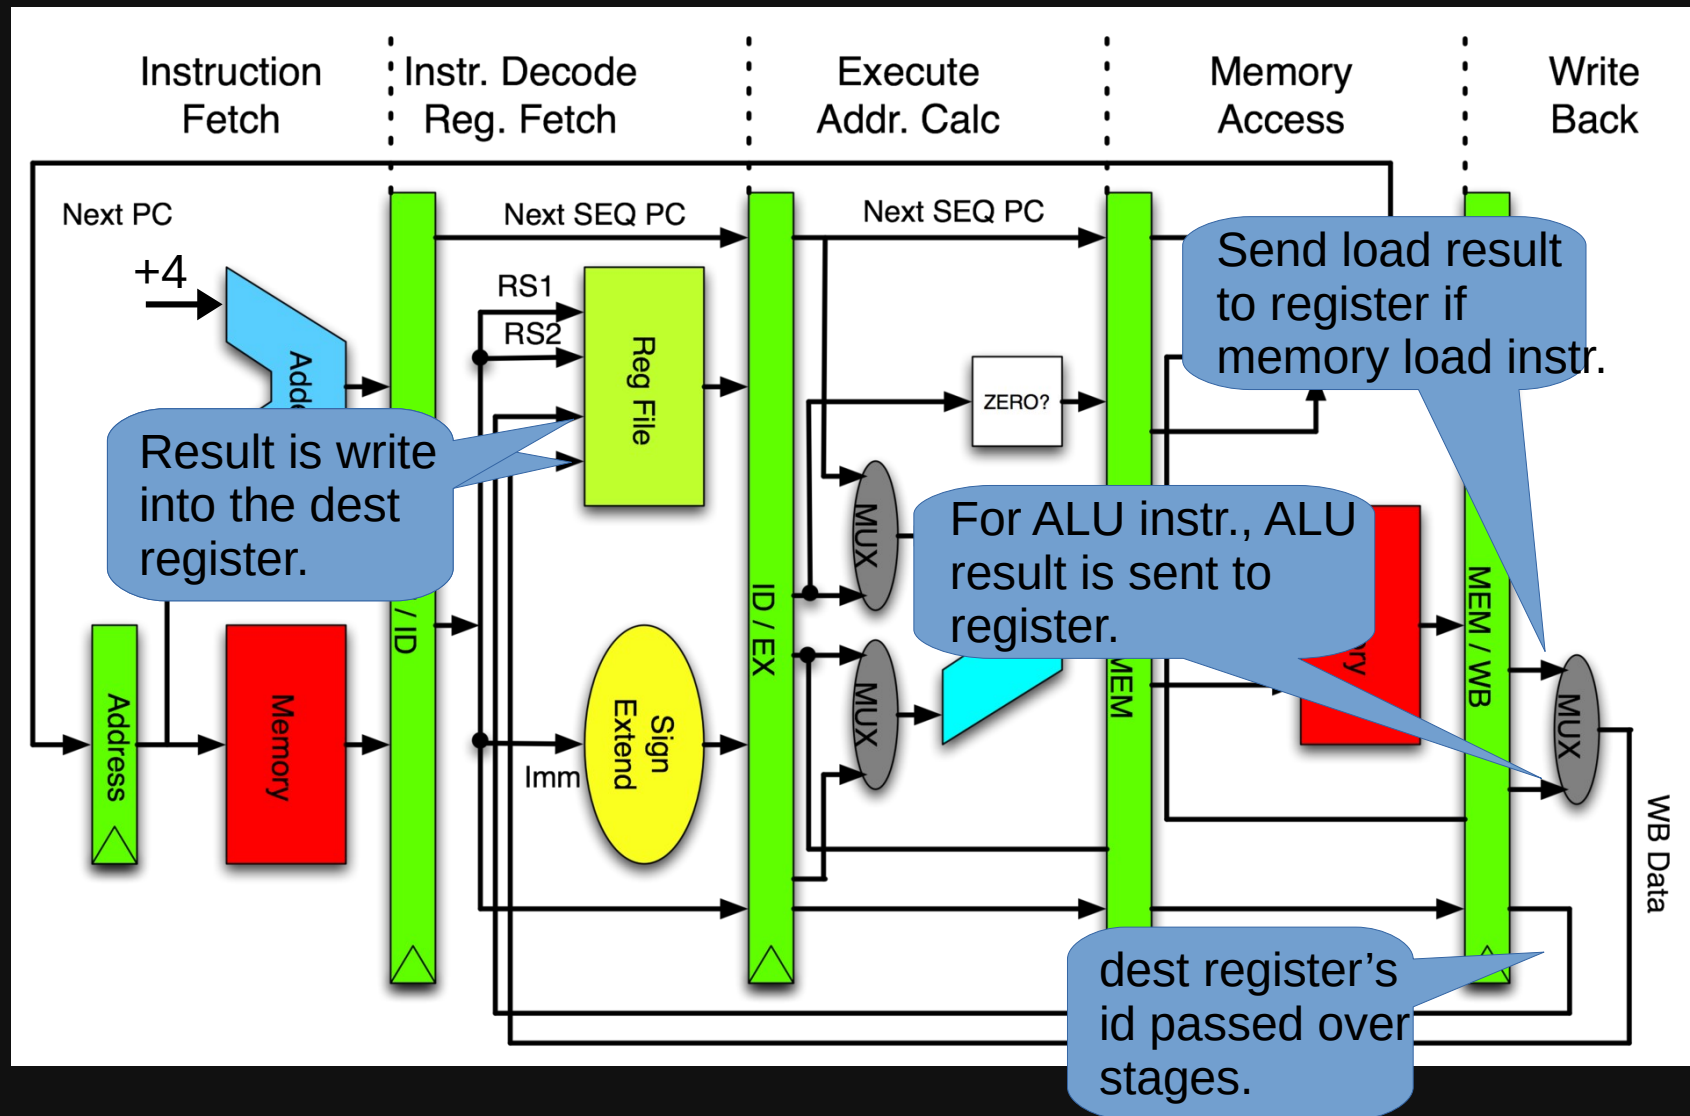 Instruction
Fetch
Instr. Decode
Reg. Fetch
Execute
Addr. Calc
Memory
Access
Write
Back
Next PC
Next SEQ PC
Next SEQ PC
+4
RS1
RS2
Reg File
ZERO?
Send load result
to register if
memory load instr.
Result is write
into the dest
register.
MUX
For ALU instr., ALU
result is sent to
register.
/ ID
ID / EX
MEM
MEM / WB
Address
Memory
Sign
Extend
Imm
MUX
MUX
WB Data
dest register’s
id passed over
stages.